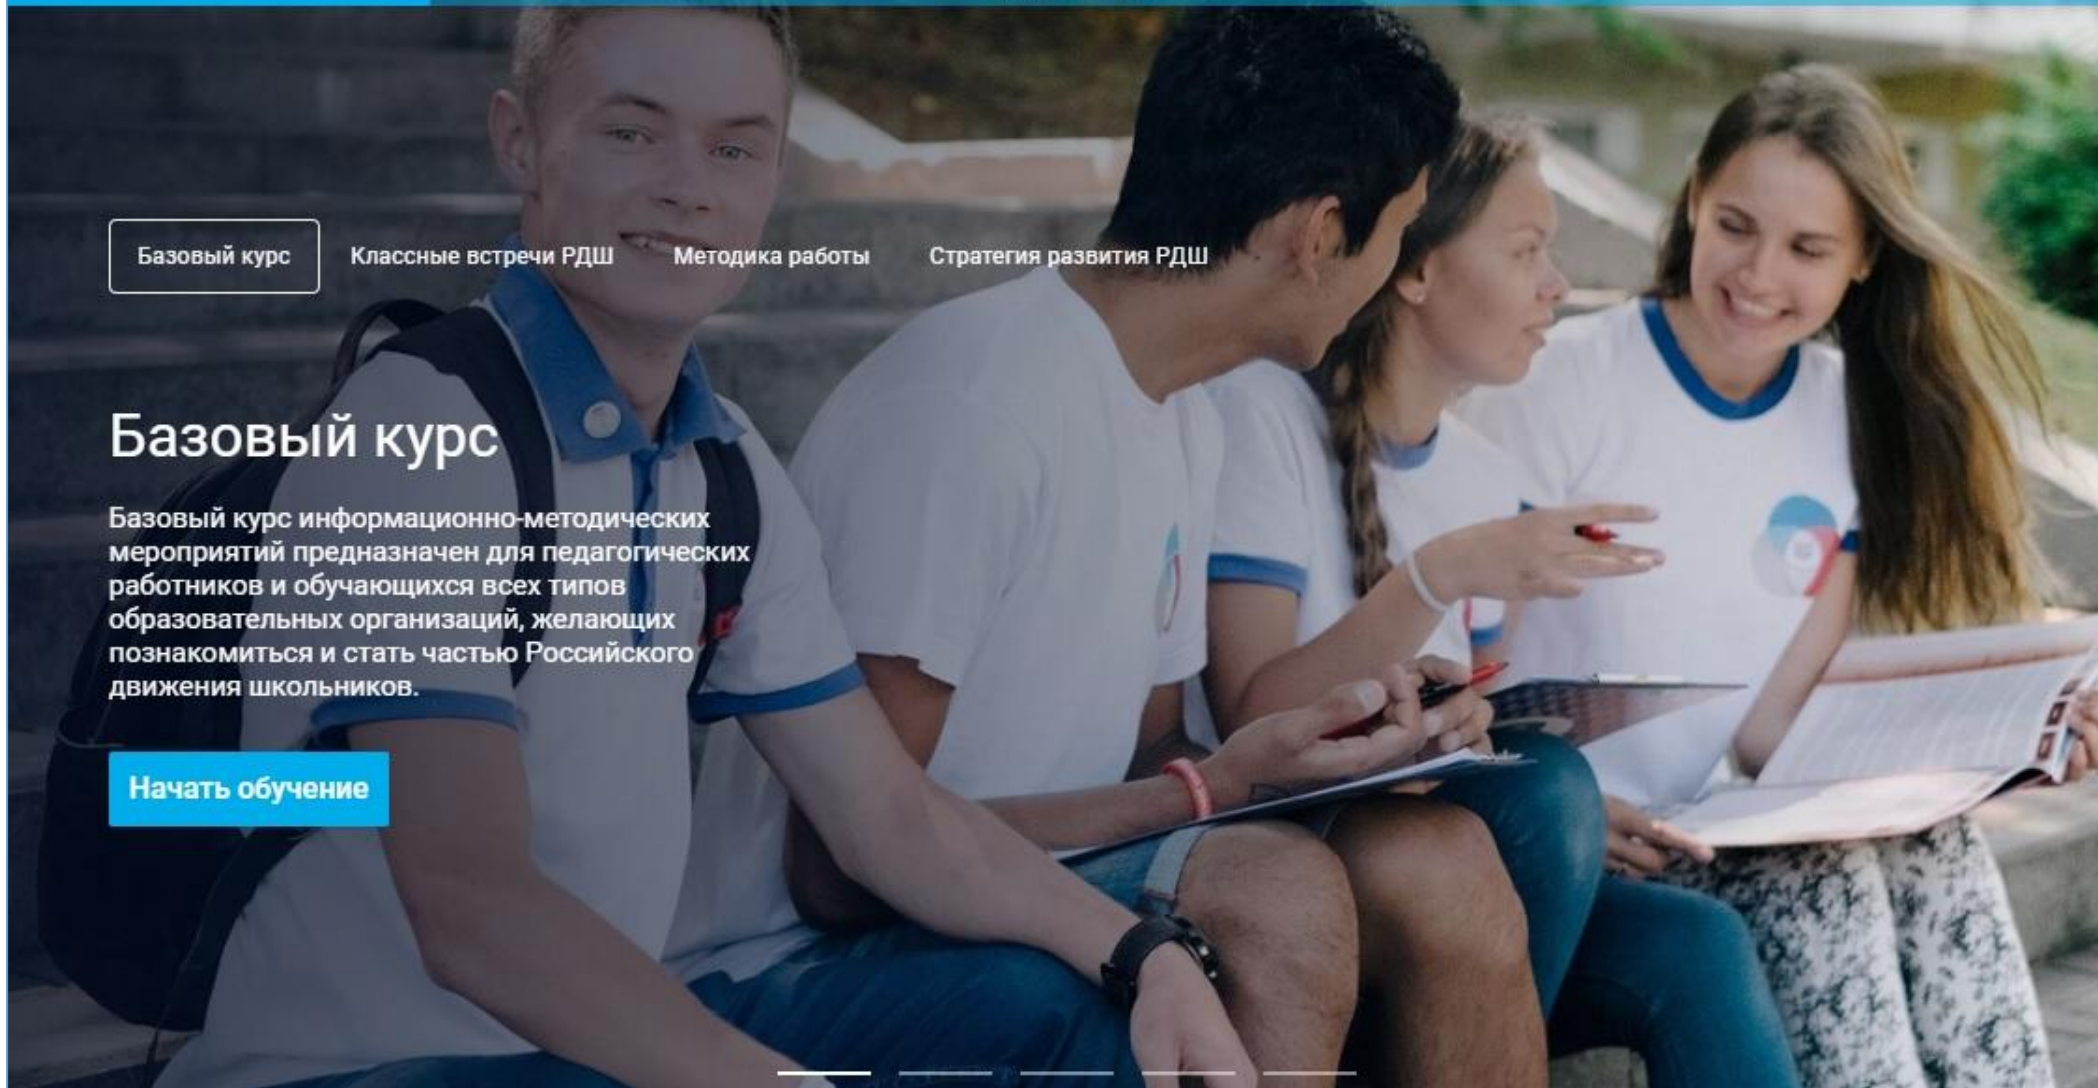 Базовый курс
Классные встречи РДШ
Методика работы
Стратегия развития РДШ
Базовый курс
Базовый курс информационно-методических
мероприятий предназначен для педагогических
работников и обучающихся всех типов
образовательных организаций, желающих
познакомиться и стать частью Российского
движения школьников.
Начать обучение